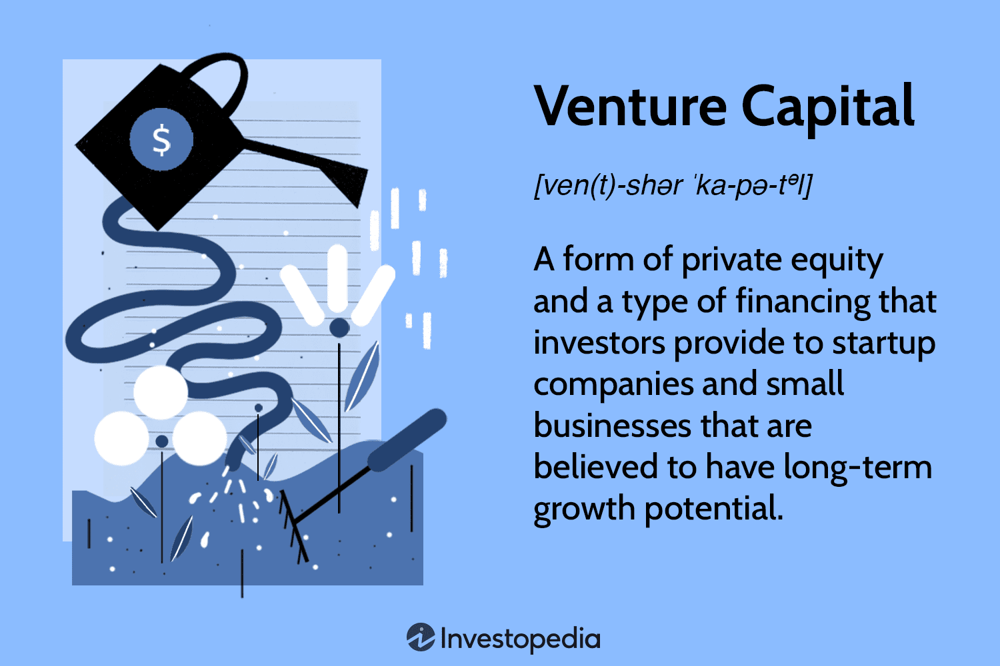 $
Venture Capital
[ven(t)-shər ˈka-pə-tᵊl]
A form of private equity
and a type of financing that
investors provide to startup
companies and small
businesses that are
believed to have long-term
growth potential.
Investopedia